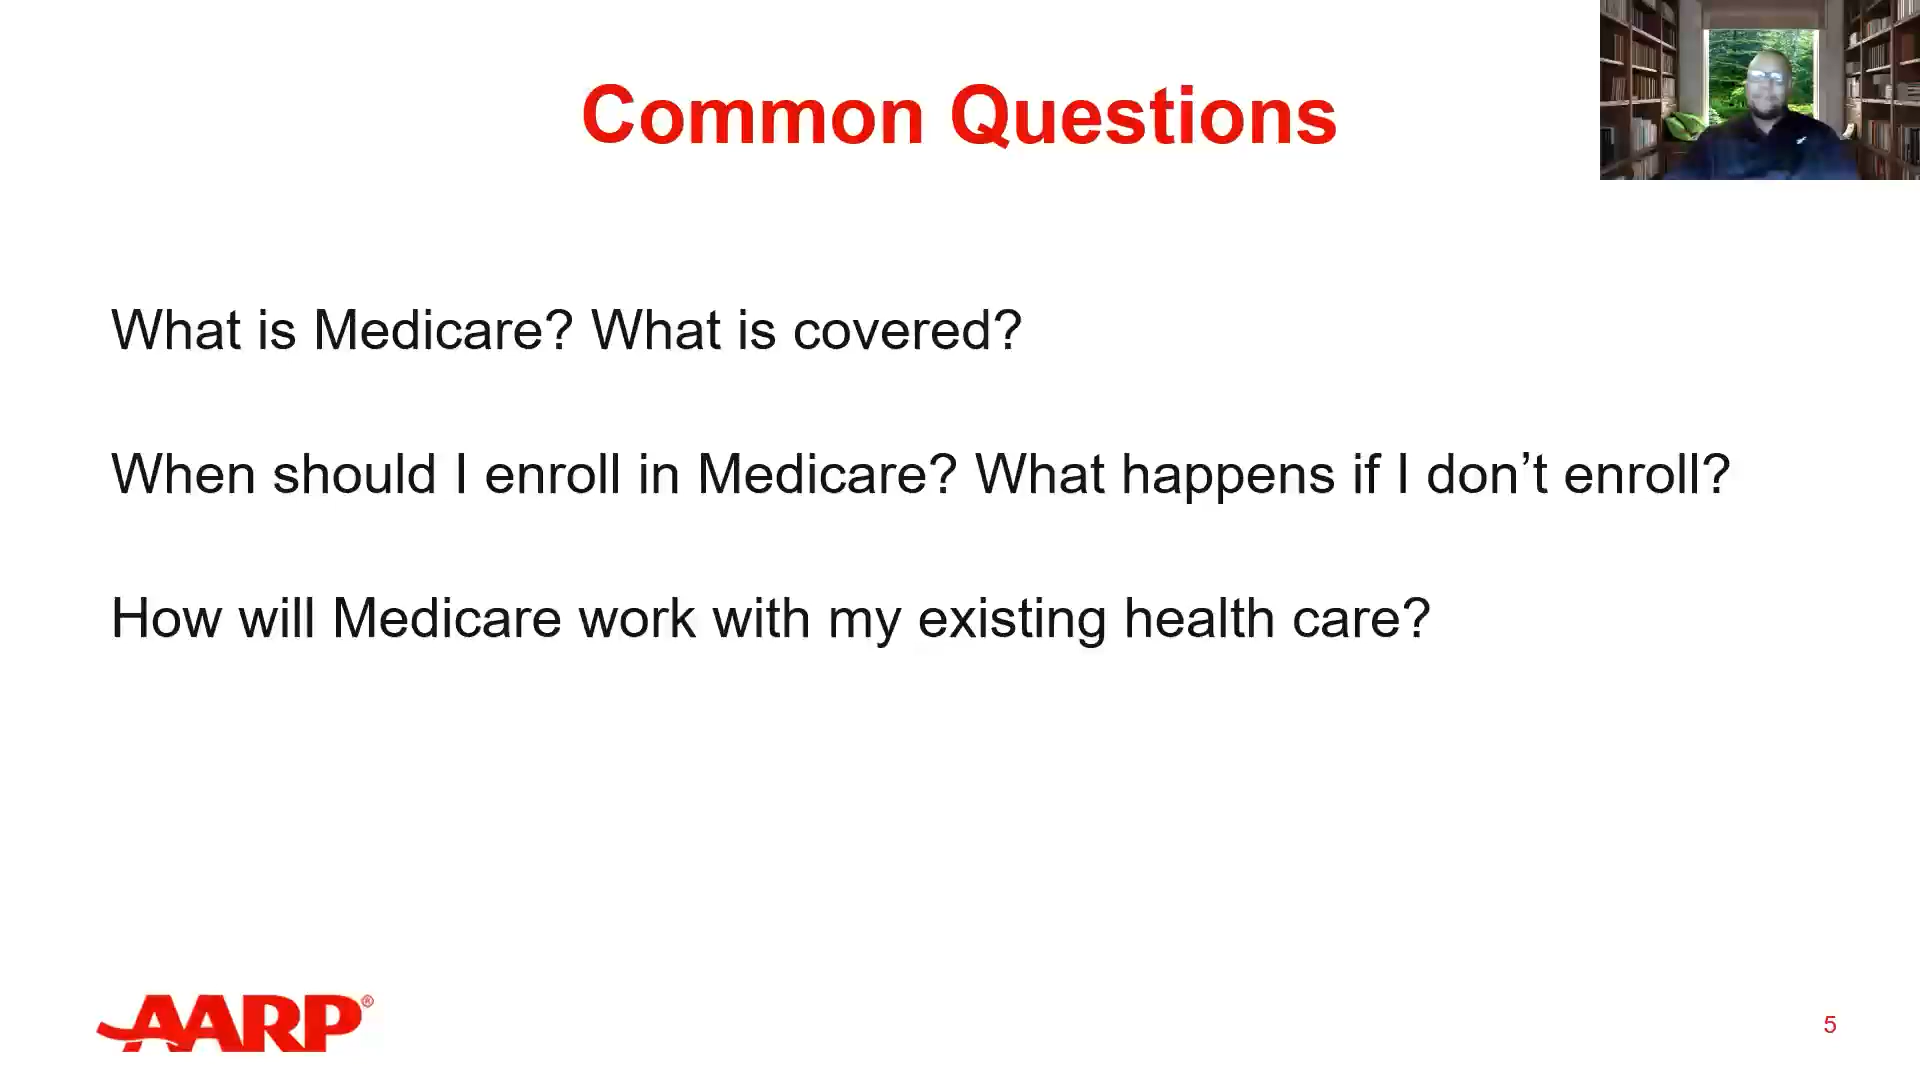 Common Questions
What is Medicare? What is covered?
When should I enroll in Medicare? What happens if I don’t enroll?
How will Medicare work with my existing health care?
AARP®
5